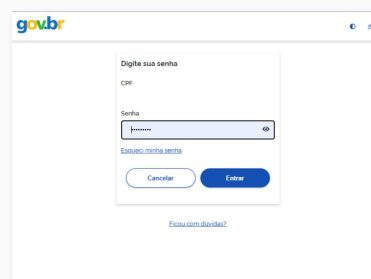 gov.br
Digite sua senha
CPF
Senha
Esqueci minha senha
Cancelar Entrar
Ficou com dúvidas?